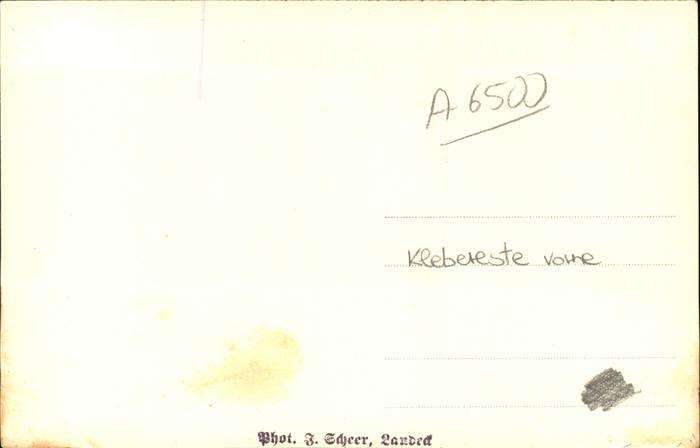 A 6500
Klebereste vorne
Phot. J. Scheer, Landeck